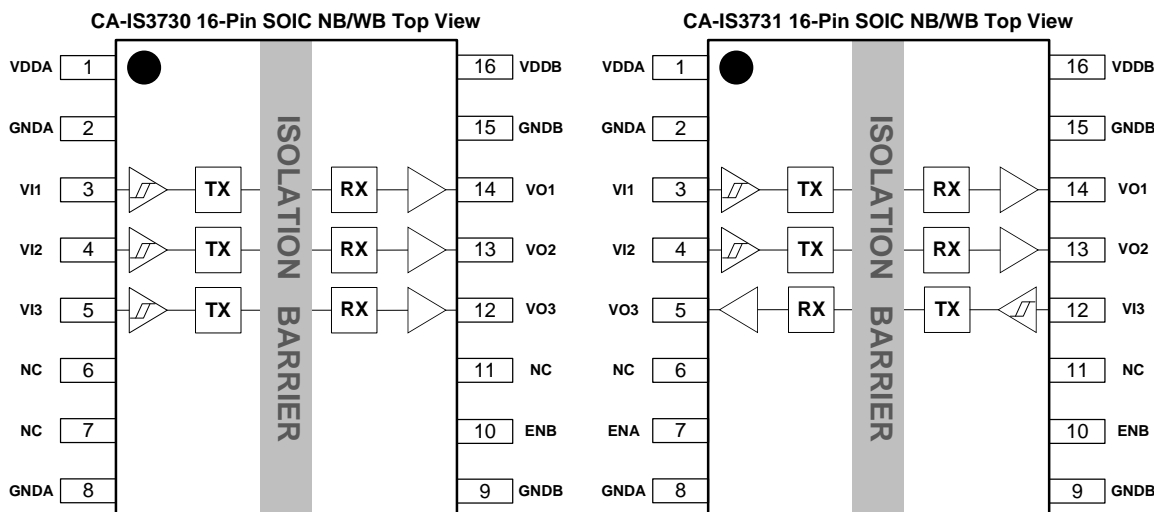 CA-IS3730 16-Pin SOIC NB/WB Top View
VDDA 1 16 VDDB
GNDA 2 15 GNDB
VI1 3 TX RX 14 VO1
VI2 4 TX RX 13 VO2
VI3 5 TX RX 12 VO3
NC 6 11 NC
NC 7 10 ENB
GNDA 8 9 GNDB
ISOLATION BARRIER
CA-IS3731 16-Pin SOIC NB/WB Top View
VDDA 1 16 VDDB
GNDA 2 15 GNDB
VI1 3 TX RX 14 VO1
VI2 4 TX RX 13 VO2
VO3 5 RX TX 12 VI3
NC 6 11 NC
ENA 7 10 ENB
GNDA 8 9 GNDB
ISOLATION BARRIER